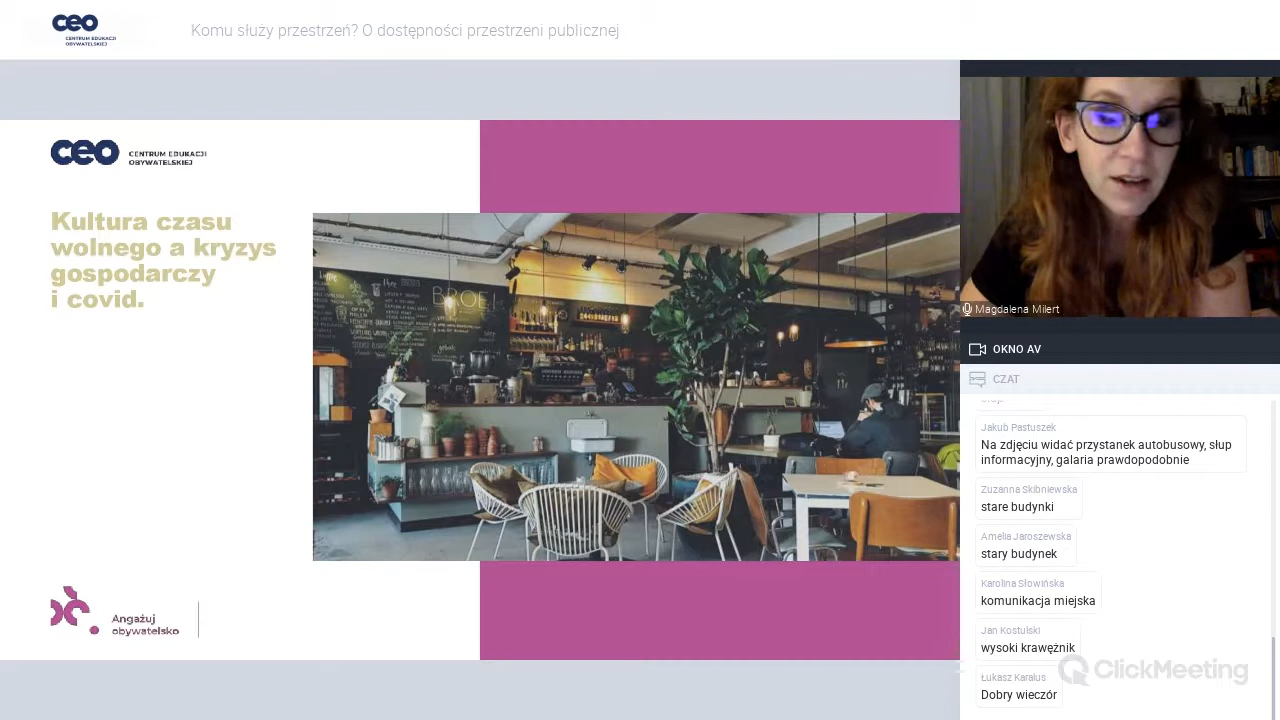 ceo
CENTRUM EDUKACJI
OBYWATELSKIEJ
Komu służy przestrzeń? O dostępności przestrzeni publicznej
ceo
CENTRUM EDUKACJI
OBYWATELSKIEJ
Kultura czasu
wolnego a kryzys
gospodarczy
i covid.
Angażuj
obywatelsko
Magdalena Milert
OKNO AV
CZAT
Jakub Pastuszek
Na zdjęciu widać przystanek autobusowy, słup
informacyjny, galaria prawdopodobnie
Zuzanna Skibniewska
stare budynki
Amelia Jaroszewska
stary budynek
Karolina Słowińska
komunikacja miejska
Jan Kostulski
wysoki krawężnik
Łukasz Karalus
Dobry wieczór
ClickMeeting